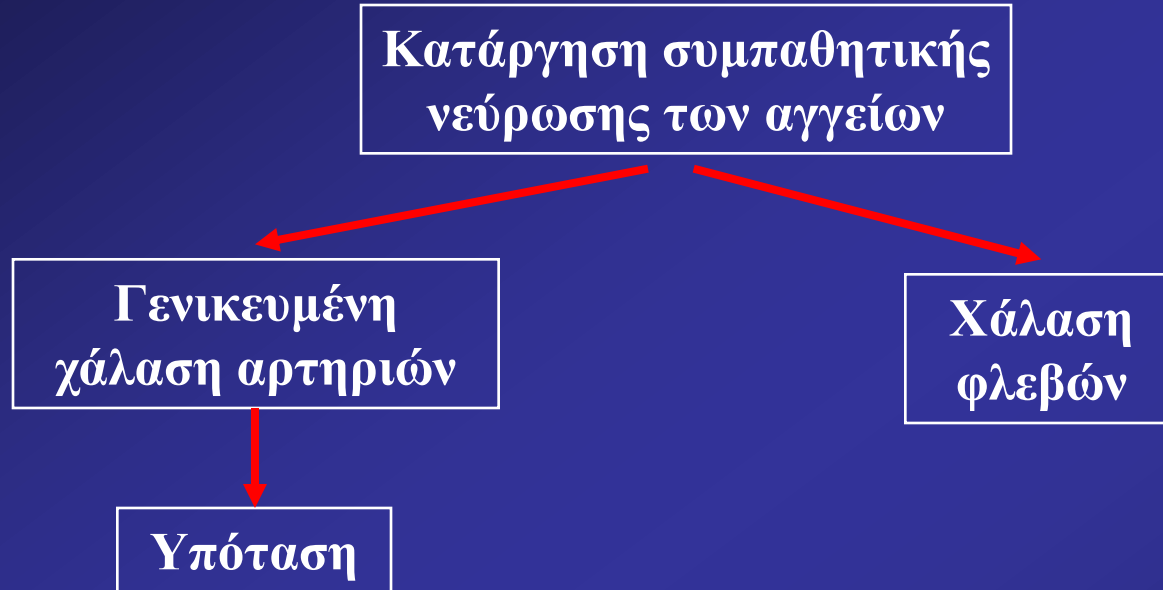 Κατάργηση συμπαθητικής
νεύρωσης των αγγείων
Γενικευμένη
χάλαση αρτηριών
Χάλαση
φλεβών
Υπόταση